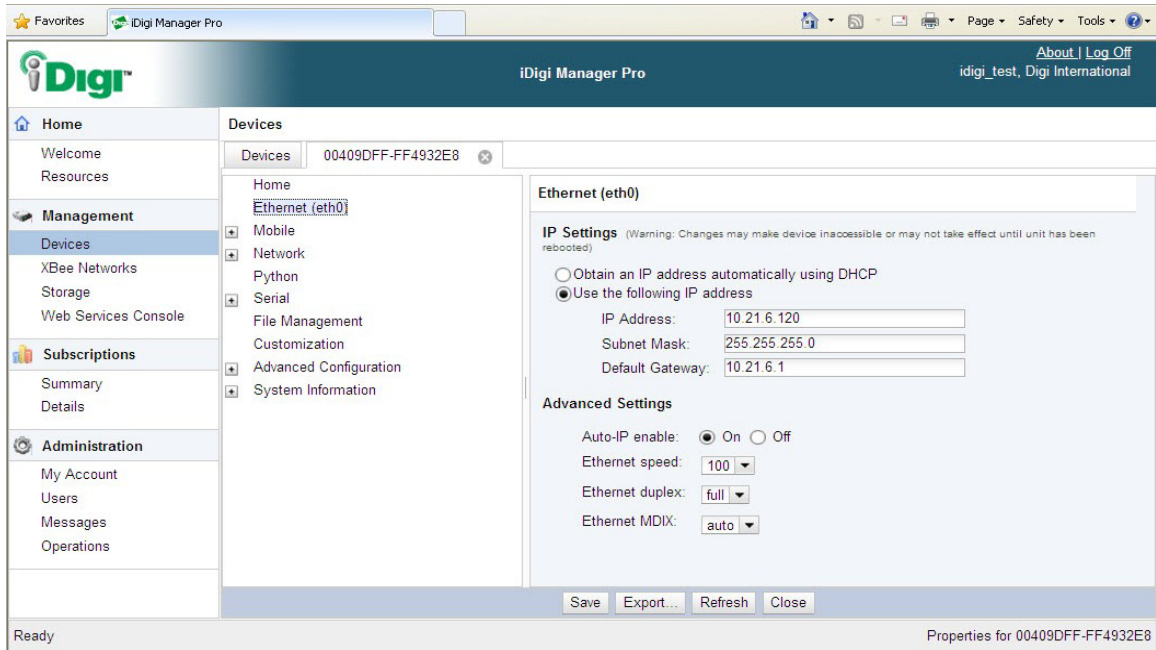 Favorites
iDigi Manager Pro
Page
Safety
Tools
iDigi™
iDigi Manager Pro
About | Log Off
idigi_test, Digi International
Home
Welcome
Resources
Management
Devices
XBee Networks
Storage
Web Services Console
Subscriptions
Summary
Details
Administration
My Account
Users
Messages
Operations
Devices
Devices
00409DFF-FF4932E8
Home
Ethernet (eth0)
Mobile
Network
Python
Serial
File Management
Customization
Advanced Configuration
System Information
Ethernet (eth0)
IP Settings (Warning: Changes may make device inaccessible or may not take effect until unit has been
rebooted)
Obtain an IP address automatically using DHCP
Use the following IP address
IP Address: 10.21.6.120
Subnet Mask: 255.255.255.0
Default Gateway: 10.21.6.1
Advanced Settings
Auto-IP enable: On Off
Ethernet speed: 100
Ethernet duplex: full
Ethernet MDIX: auto
Save Export... Refresh Close
Ready
Properties for 00409DFF-FF4932E8